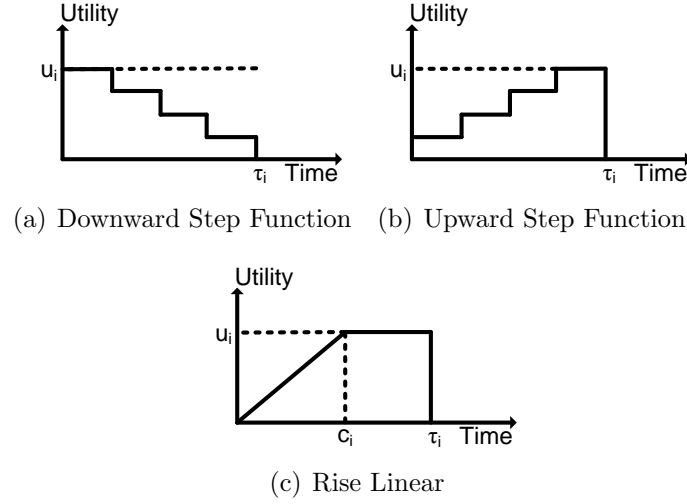 Utility
u_i
τ_i Time
(a) Downward Step Function
Utility
u_i
τ_i Time
(b) Upward Step Function
Utility
u_i
c_i τ_i Time
(c) Rise Linear